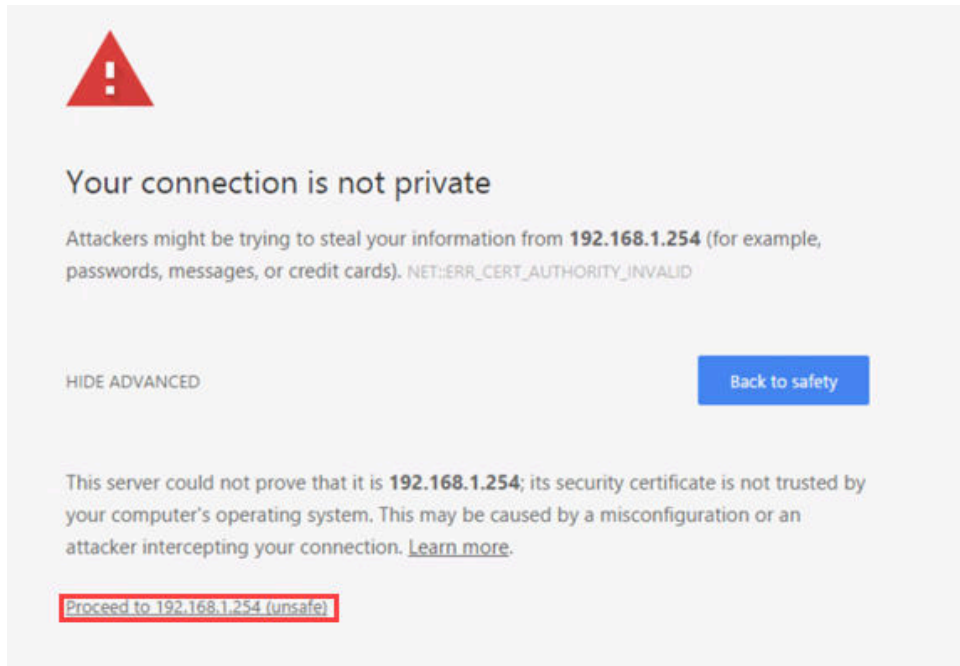 Your connection is not private
Attackers might be trying to steal your information from 192.168.1.254 (for example,
passwords, messages, or credit cards). NET::ERR_CERT_AUTHORITY_INVALID
HIDE ADVANCED
Back to safety
This server could not prove that it is 192.168.1.254; its security certificate is not trusted by
your computer's operating system. This may be caused by a misconfiguration or an
attacker intercepting your connection. Learn more.
Proceed to 192.168.1.254 (unsafe)